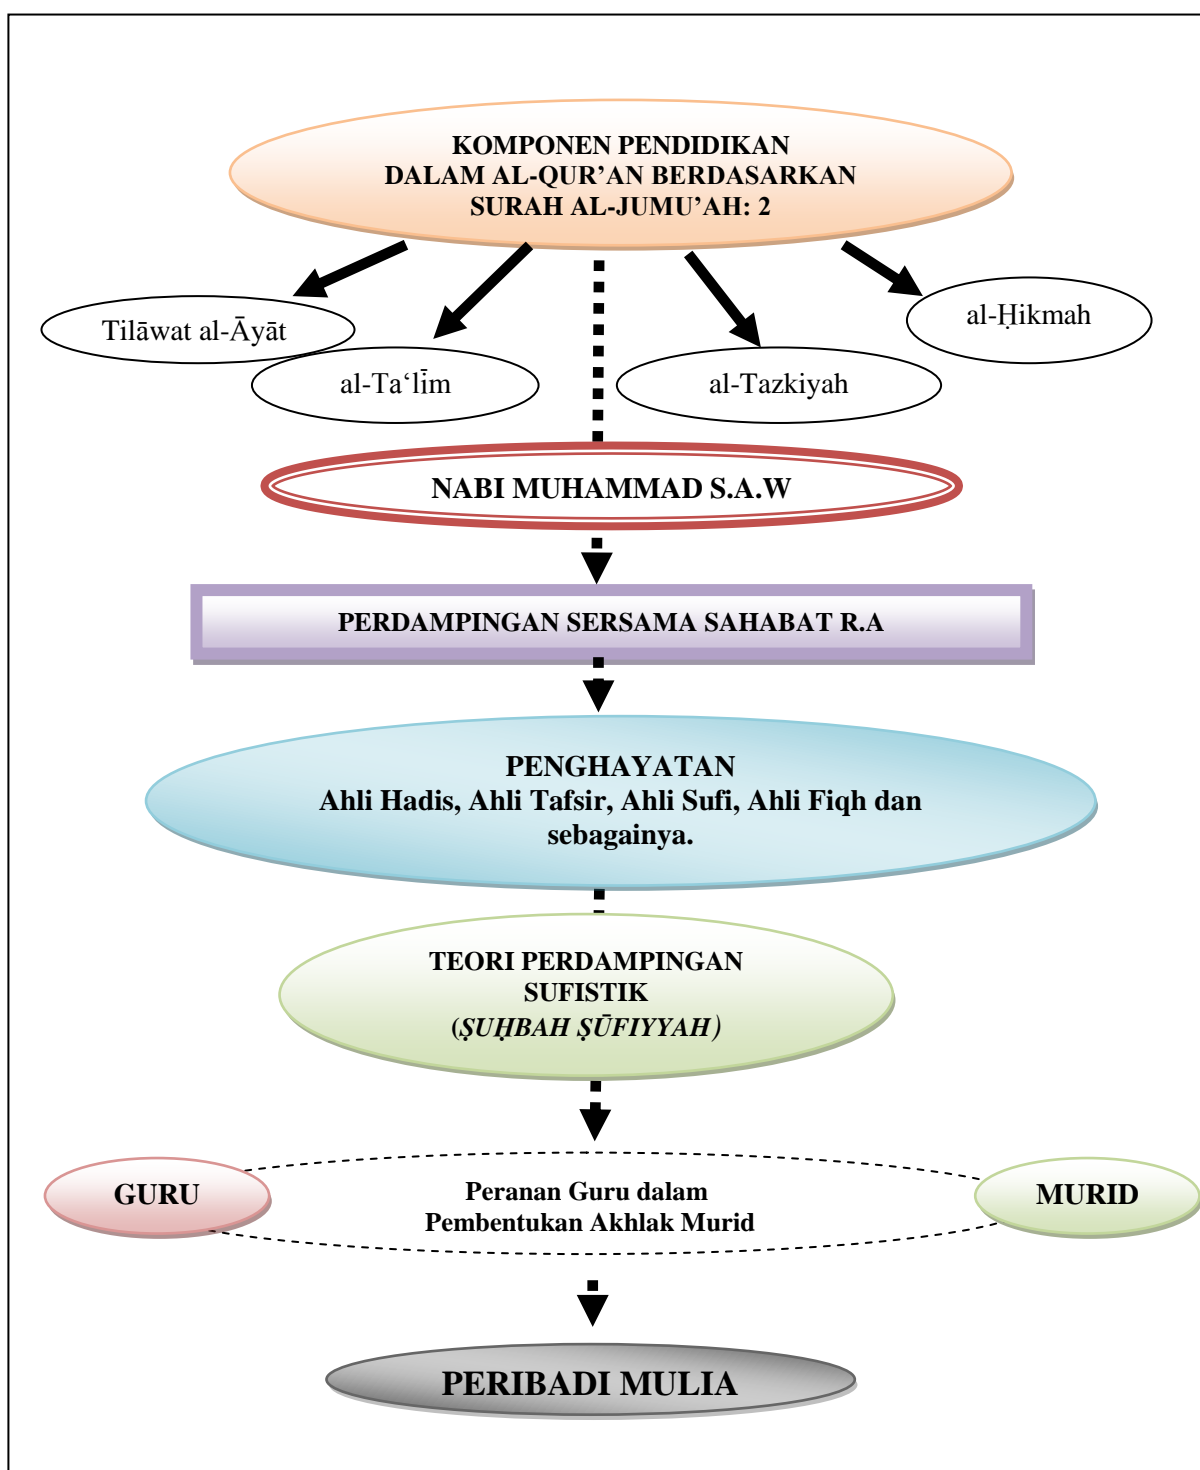 KOMPONEN PENDIDIKAN
DALAM AL-QUR’AN BERDASARKAN
SURAH AL-JUMU’AH: 2
Tilāwat al-Āyāt
al-Ta‘līm
al-Tazkiyah
al-Ḥikmah
NABI MUHAMMAD S.A.W
PERDAMPINGAN SERSAMA SAHABAT R.A
PENGHAYATAN
Ahli Hadis, Ahli Tafsir, Ahli Sufi, Ahli Fiqh dan
sebagainya.
TEORI PERDAMPINGAN
SUFISTIK
(ṢUḤBAH ṢŪFIYYAH)
GURU
Peranan Guru dalam
Pembentukan Akhlak Murid
MURID
PERIBADI MULIA